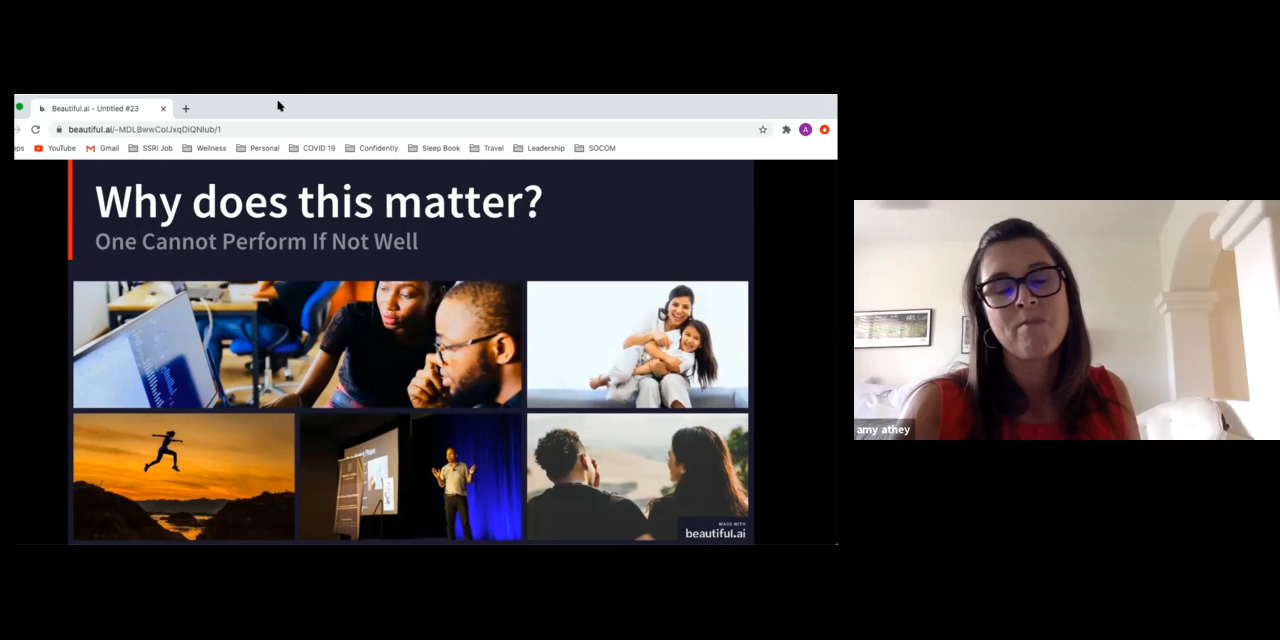 b. Beautiful.ai - Untitled #23
beautiful.ai/-MDLBwwColJxqDiQNlub/1
A
ps YouTube Gmail SSRI Job Wellness Personal COVID 19 Confidently Sleep Book Travel Leadership SOCOM
Why does this matter?
One Cannot Perform If Not Well
MADE WITH
beautiful.ai
amy athey